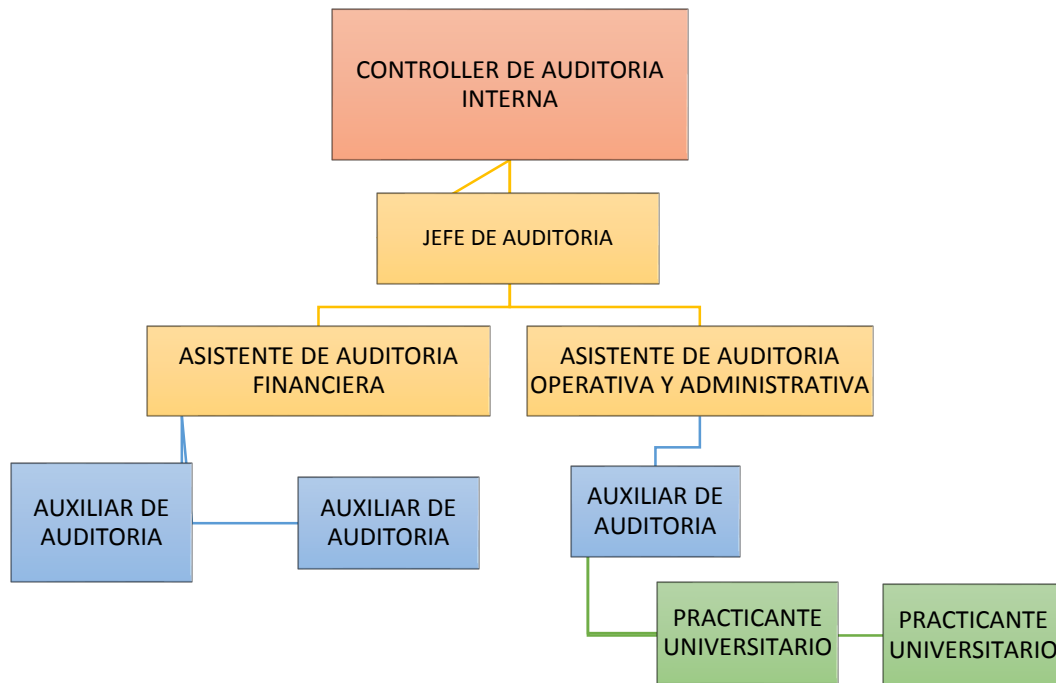 CONTROLLER DE AUDITORIA
INTERNA
JEFE DE AUDITORIA
ASISTENTE DE AUDITORIA
FINANCIERA
ASISTENTE DE AUDITORIA
OPERATIVA Y ADMINISTRATIVA
AUXILIAR DE
AUDITORIA
AUXILIAR DE
AUDITORIA
AUXILIAR DE
AUDITORIA
PRACTICANTE
UNIVERSITARIO
PRACTICANTE
UNIVERSITARIO